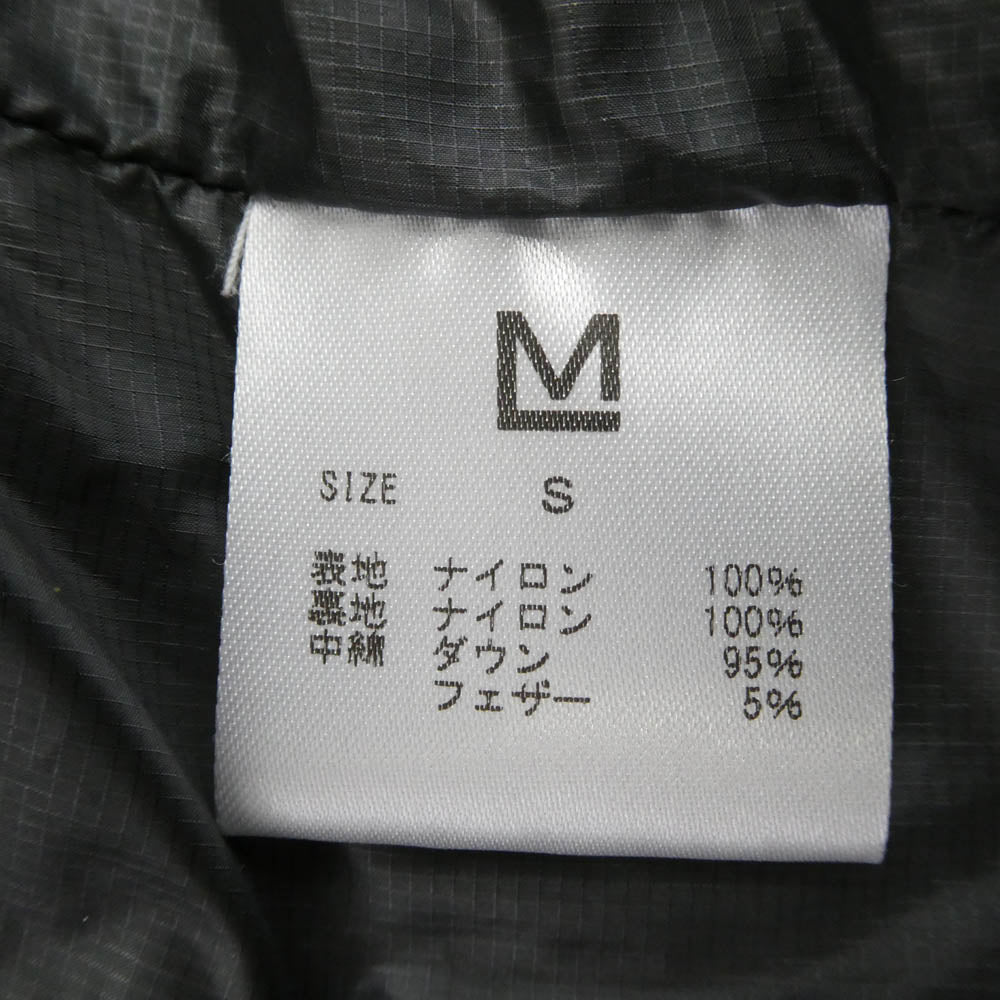 M
SIZE S
表地 ナイロン 100%
裏地 ナイロン 100%
中綿 ダウン 95%
フェザー 5%